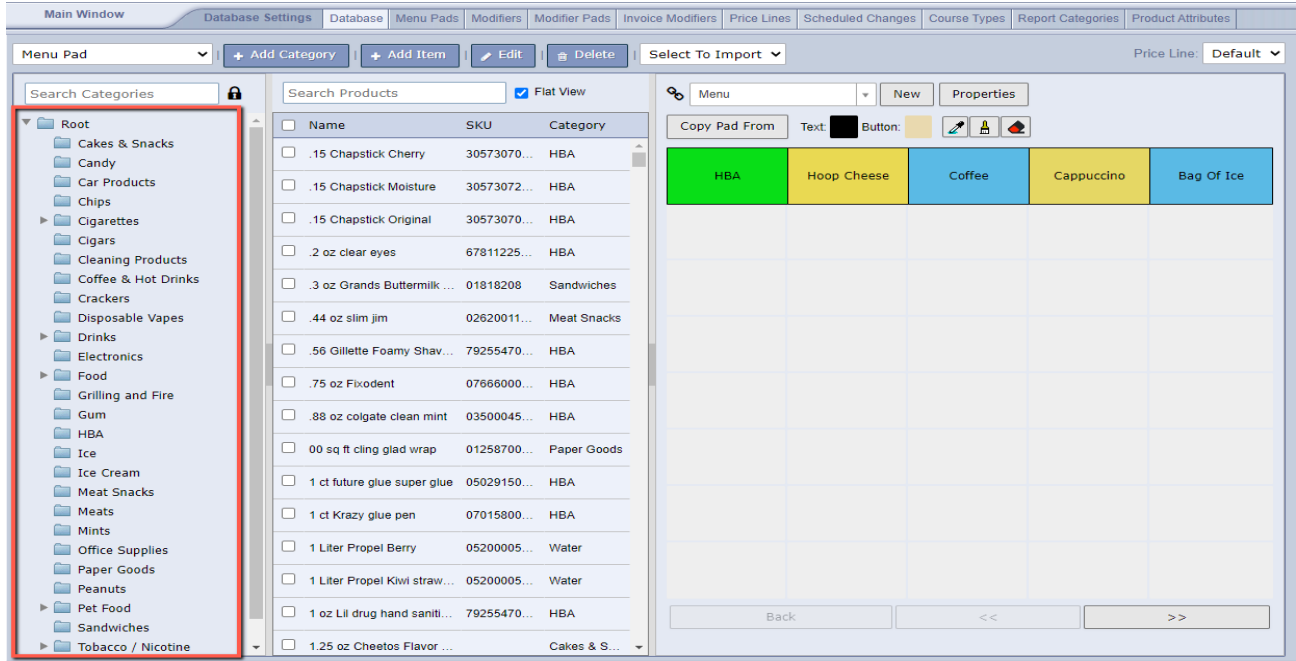 Main Window
Database Settings Database Menu Pads Modifiers Modifier Pads Invoice Modifiers Price Lines Scheduled Changes Course Types Report Categories Product Attributes
Menu Pad | + Add Category | + Add Item | Edit | Delete | Select To Import Price Line: Default
Search Categories
Root
Cakes & Snacks
Candy
Car Products
Chips
Cigarettes
Cigars
Cleaning Products
Coffee & Hot Drinks
Crackers
Disposable Vapes
Drinks
Electronics
Food
Grilling and Fire
Gum
HBA
Ice
Ice Cream
Meat Snacks
Meats
Mints
Office Supplies
Paper Goods
Peanuts
Pet Food
Sandwiches
Tobacco / Nicotine
Search Products Flat View
Name SKU Category
.15 Chapstick Cherry 30573070... HBA
.15 Chapstick Moisture 30573072... HBA
.15 Chapstick Original 30573070... HBA
.2 oz clear eyes 67811225... HBA
.3 oz Grands Buttermilk ... 01818208 Sandwiches
.44 oz slim jim 02620011... Meat Snacks
.56 Gillette Foamy Shav... 79255470... HBA
.75 oz Fixodent 07666000... HBA
.88 oz colgate clean mint 03500045... HBA
00 sq ft cling glad wrap 01258700... Paper Goods
1 ct future glue super glue 05029150... HBA
1 ct Krazy glue pen 07015800... HBA
1 Liter Propel Berry 05200005... Water
1 Liter Propel Kiwi straw... 05200005... Water
1 oz Lil drug hand saniti... 79255470... HBA
1.25 oz Cheetos Flavor ... Cakes & S...
Menu New Properties
Copy Pad From Text: Button:
HBA Hoop Cheese Coffee Cappuccino Bag Of Ice
Back << >>